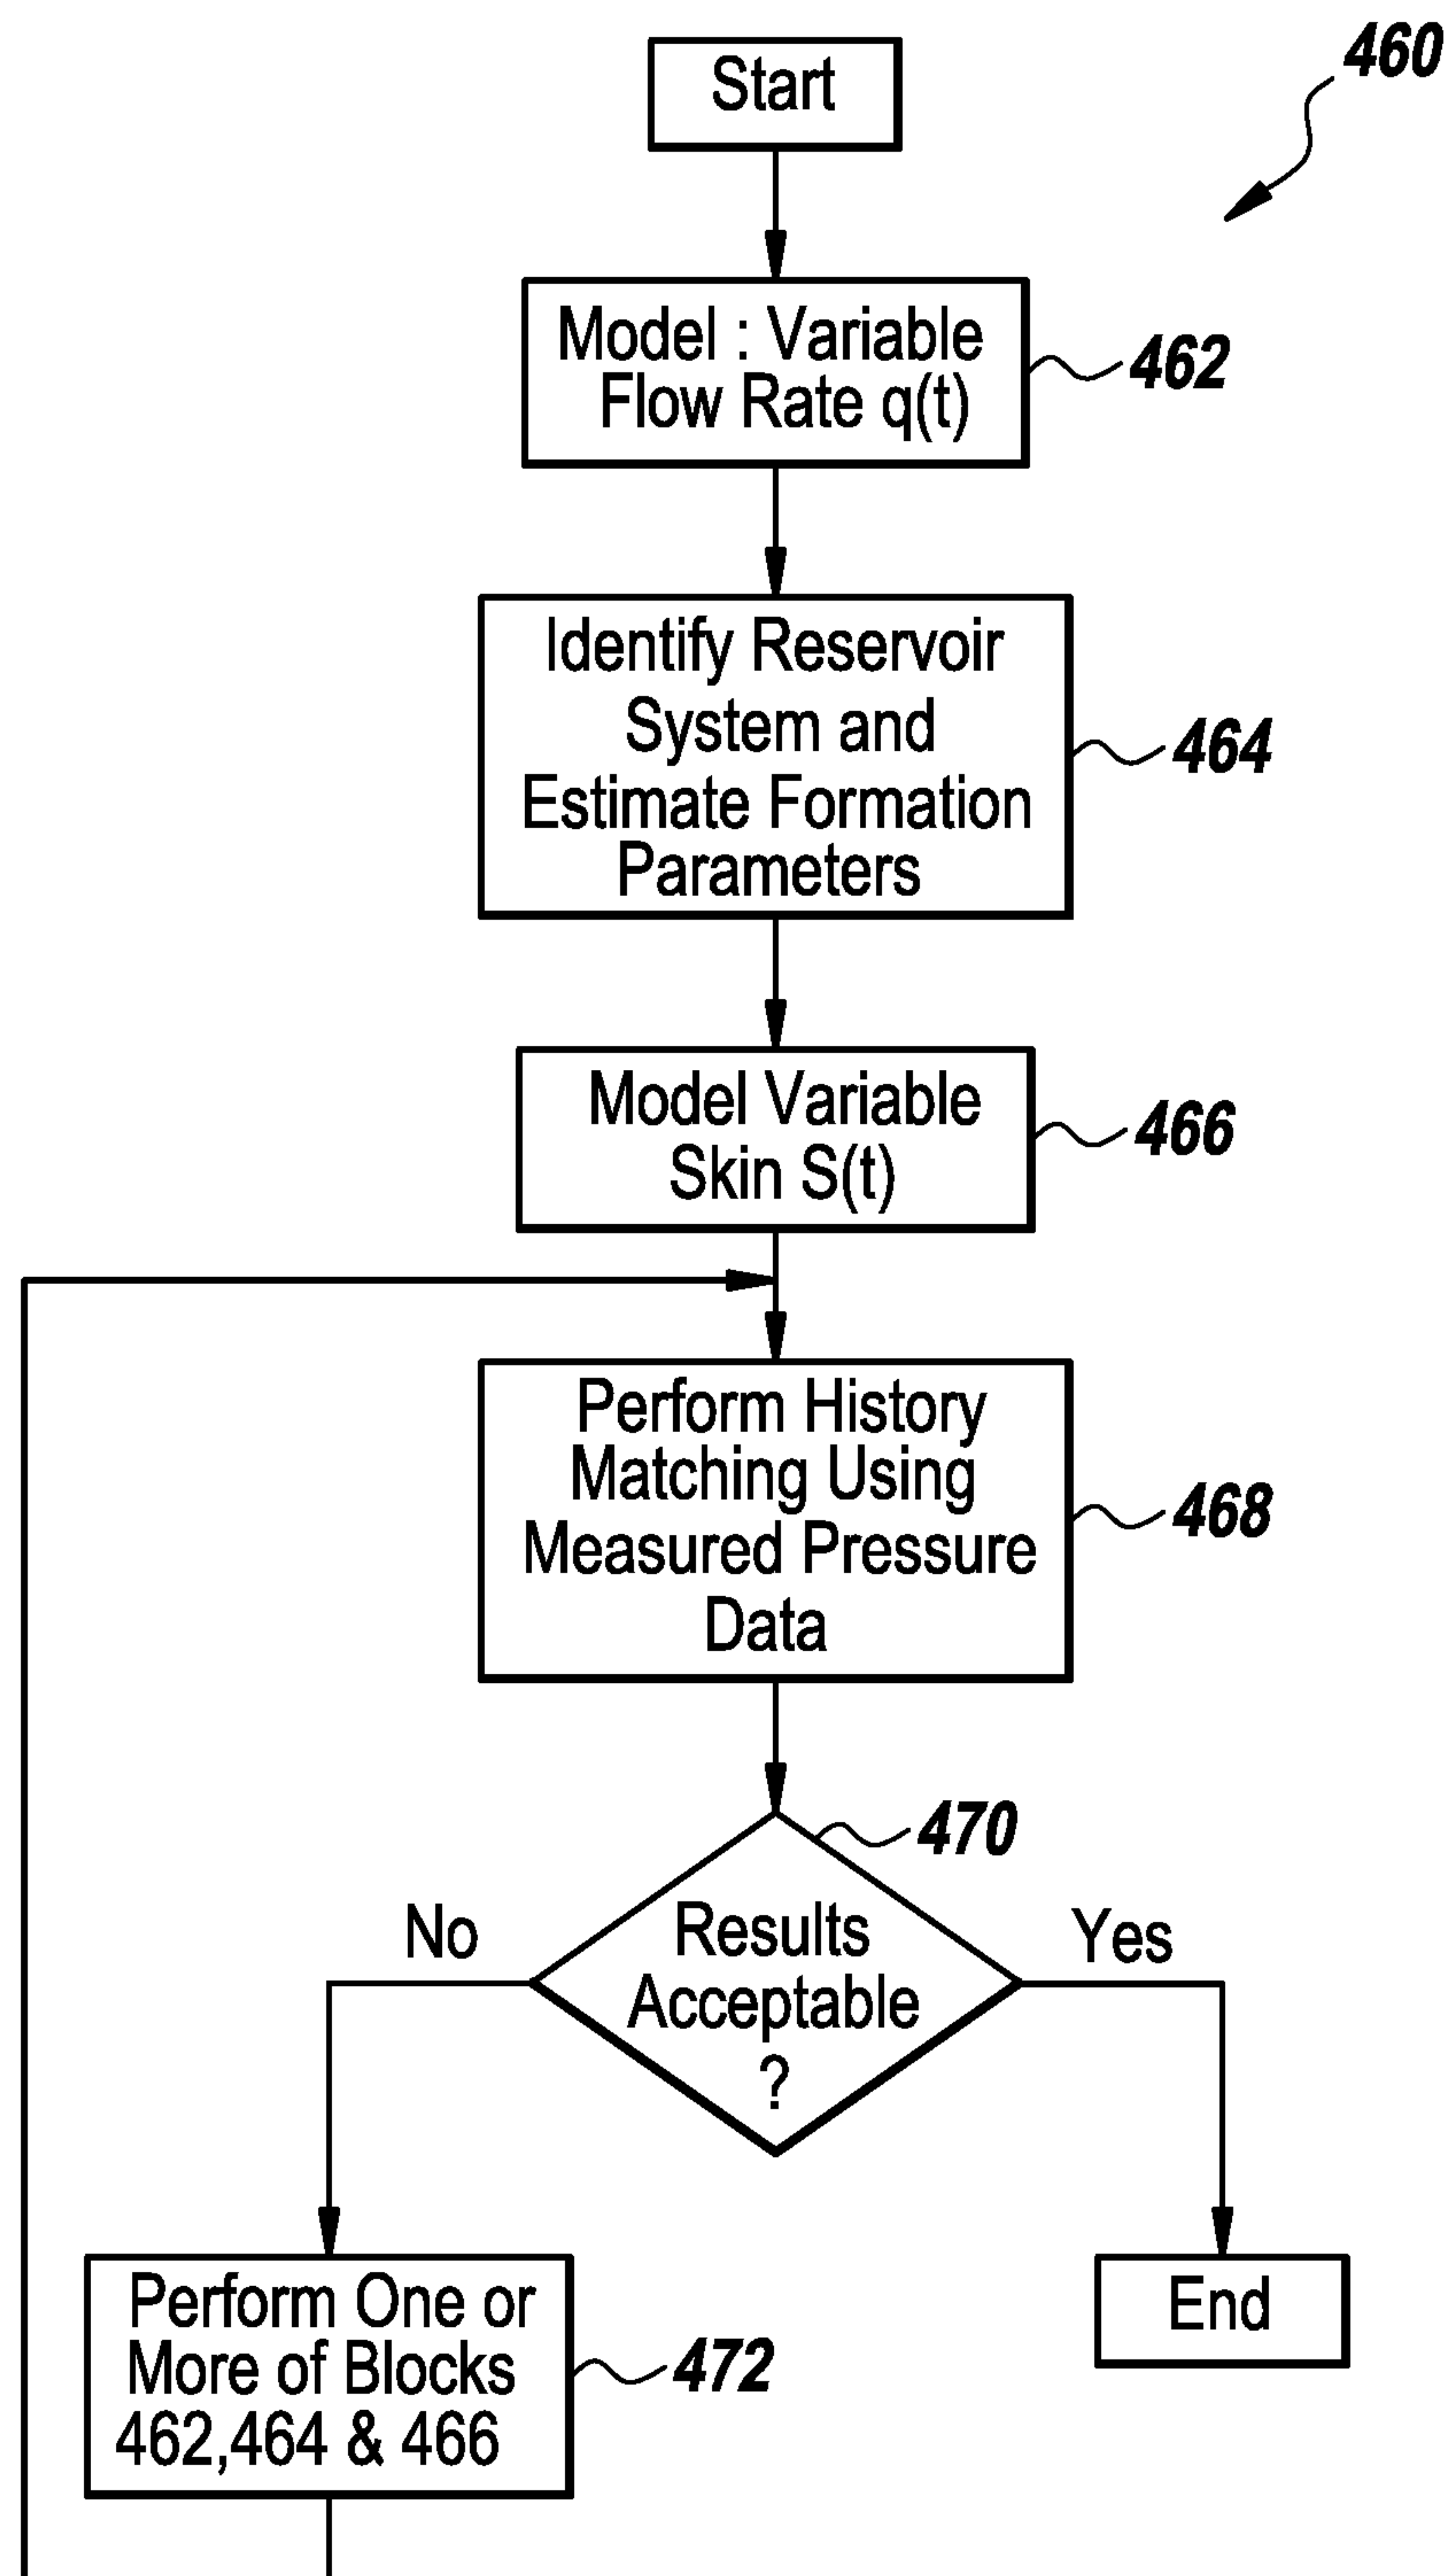 460
Start
Model : Variable
Flow Rate q(t)
462
Identify Reservoir
System and
Estimate Formation
Parameters
464
Model Variable
Skin S(t)
466
Perform History
Matching Using
Measured Pressure
Data
468
470
Results
Acceptable
?
No
Yes
Perform One or
More of Blocks
462,464 & 466
472
End